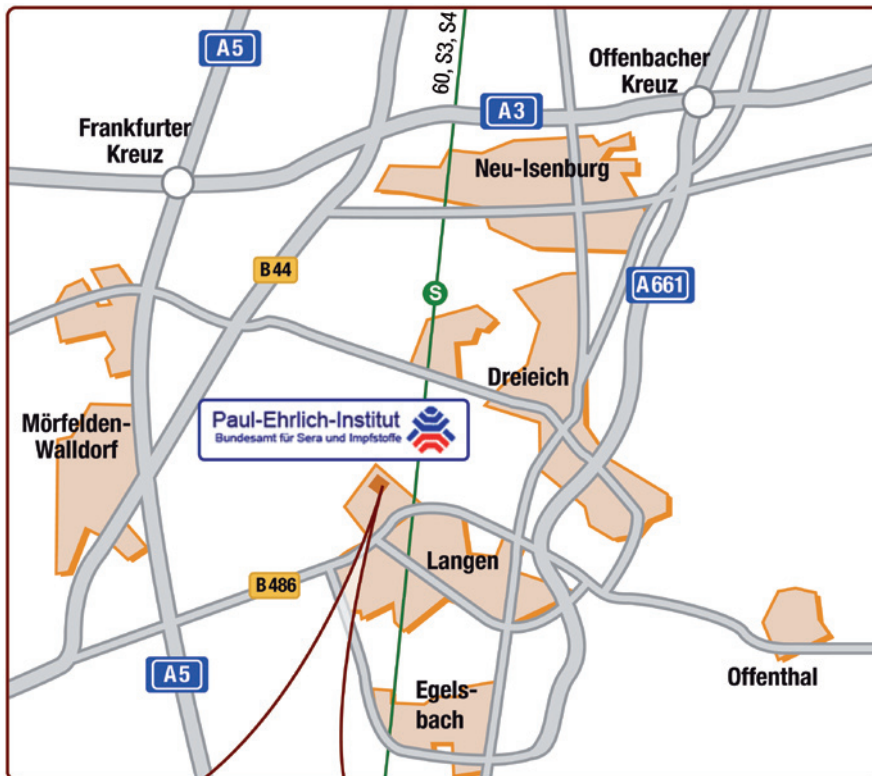 A5
60, S3, S4
Offenbacher
Kreuz
A3
Frankfurter
Kreuz
Neu-Isenburg
B44
S
A661
Dreieich
Mörfelden-
Walldorf
Paul-Ehrlich-Institut
Bundesamt für Sera und Impfstoffe
Langen
B486
A5
Egels-
bach
Offenthal